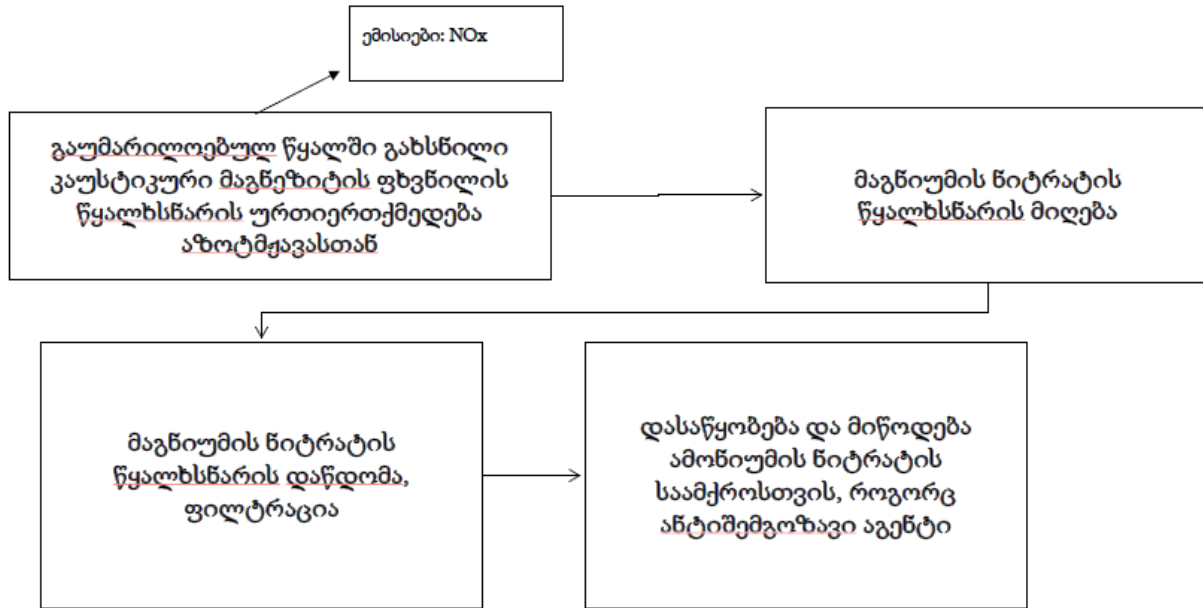 ემისიები: NOx
გაუმარილოებულ წყალში გახსნილი
კაუსტიკური მაგნეზიტის ფხვნილის
წყალხსნარის ურთიერთქმედება
აზოტმჟავასთან
მაგნიუმის ნიტრატის
წყალხსნარის მიღება
მაგნიუმის ნიტრატის
წყალხსნარის დაწდომა,
ფილტრაცია
დასაწყობება და მიწოდება
ამონიუმის ნიტრატის
საამქროსთვის, როგორც
ანტიშემგოზავი აგენტი